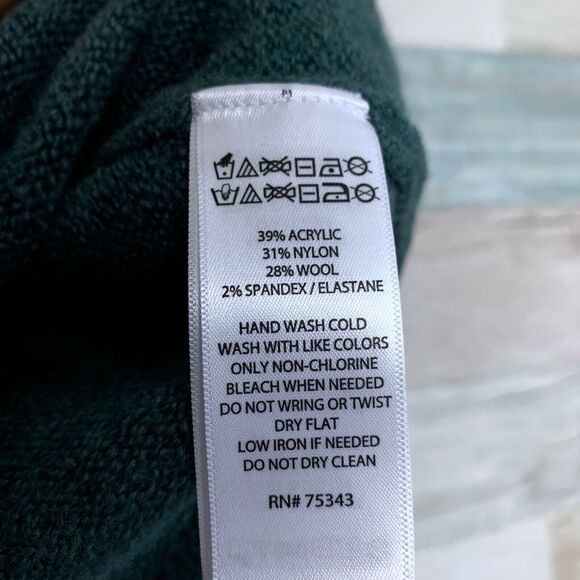 P1
39% ACRYLIC
31% NYLON
28% WOOL
2% SPANDEX / ELASTANE
HAND WASH COLD
WASH WITH LIKE COLORS
ONLY NON-CHLORINE
BLEACH WHEN NEEDED
DO NOT WRING OR TWIST
DRY FLAT
LOW IRON IF NEEDED
DO NOT DRY CLEAN
RN# 75343